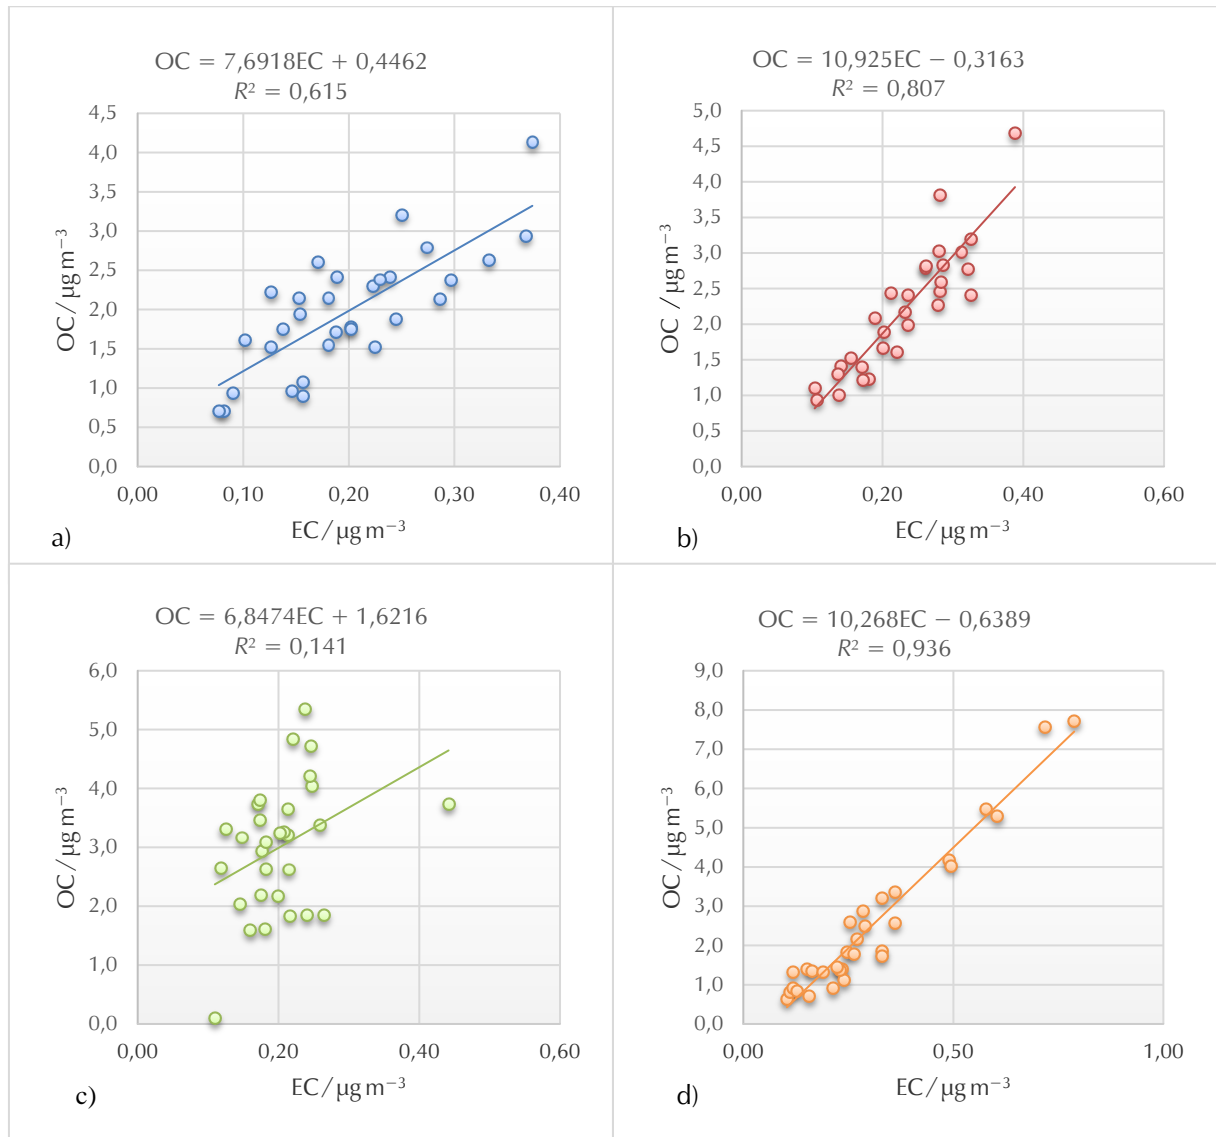 OC = 7,6918EC + 0,4462
R² = 0,615
4,5
4,0
3,5
3,0
2,5
2,0
1,5
1,0
0,5
0,0
OC / µg m⁻³
0,00 0,10 0,20 0,30 0,40
EC / µg m⁻³
a)
OC = 10,925EC − 0,3163
R² = 0,807
5,0
4,5
4,0
3,5
3,0
2,5
2,0
1,5
1,0
0,5
0,0
OC / µg m⁻³
0,00 0,20 0,40 0,60
EC / µg m⁻³
b)
OC = 6,8474EC + 1,6216
R² = 0,141
6,0
5,0
4,0
3,0
2,0
1,0
0,0
OC / µg m⁻³
0,00 0,20 0,40 0,60
EC / µg m⁻³
c)
OC = 10,268EC − 0,6389
R² = 0,936
9,0
8,0
7,0
6,0
5,0
4,0
3,0
2,0
1,0
0,0
OC / µg m⁻³
0,00 0,50 1,00
EC / µg m⁻³
d)